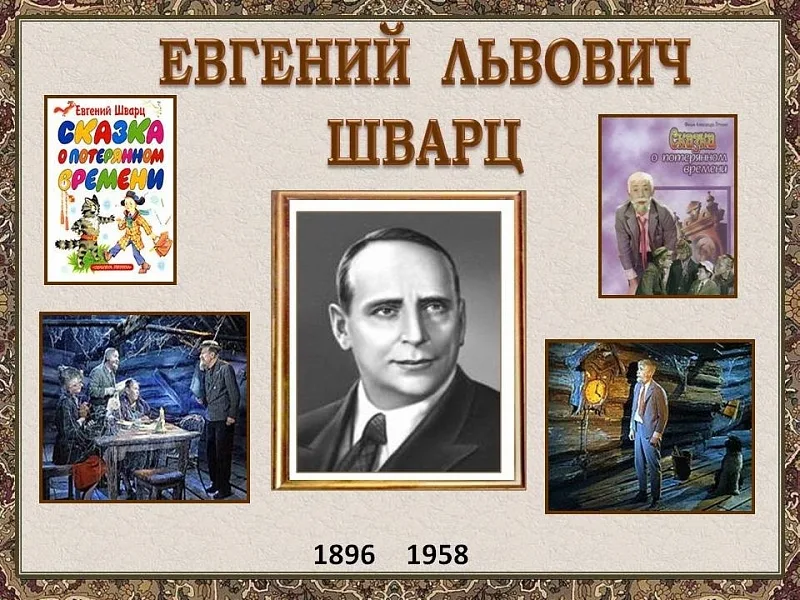 ЕВГЕНИЙ ЛЬВОВИЧ
ШВАРЦ
Евгений Шварц
СКАЗКА
О ПОТЕРЯННОМ
ВРЕМЕНИ
Сказка
о потерянном
времени
1896 1958